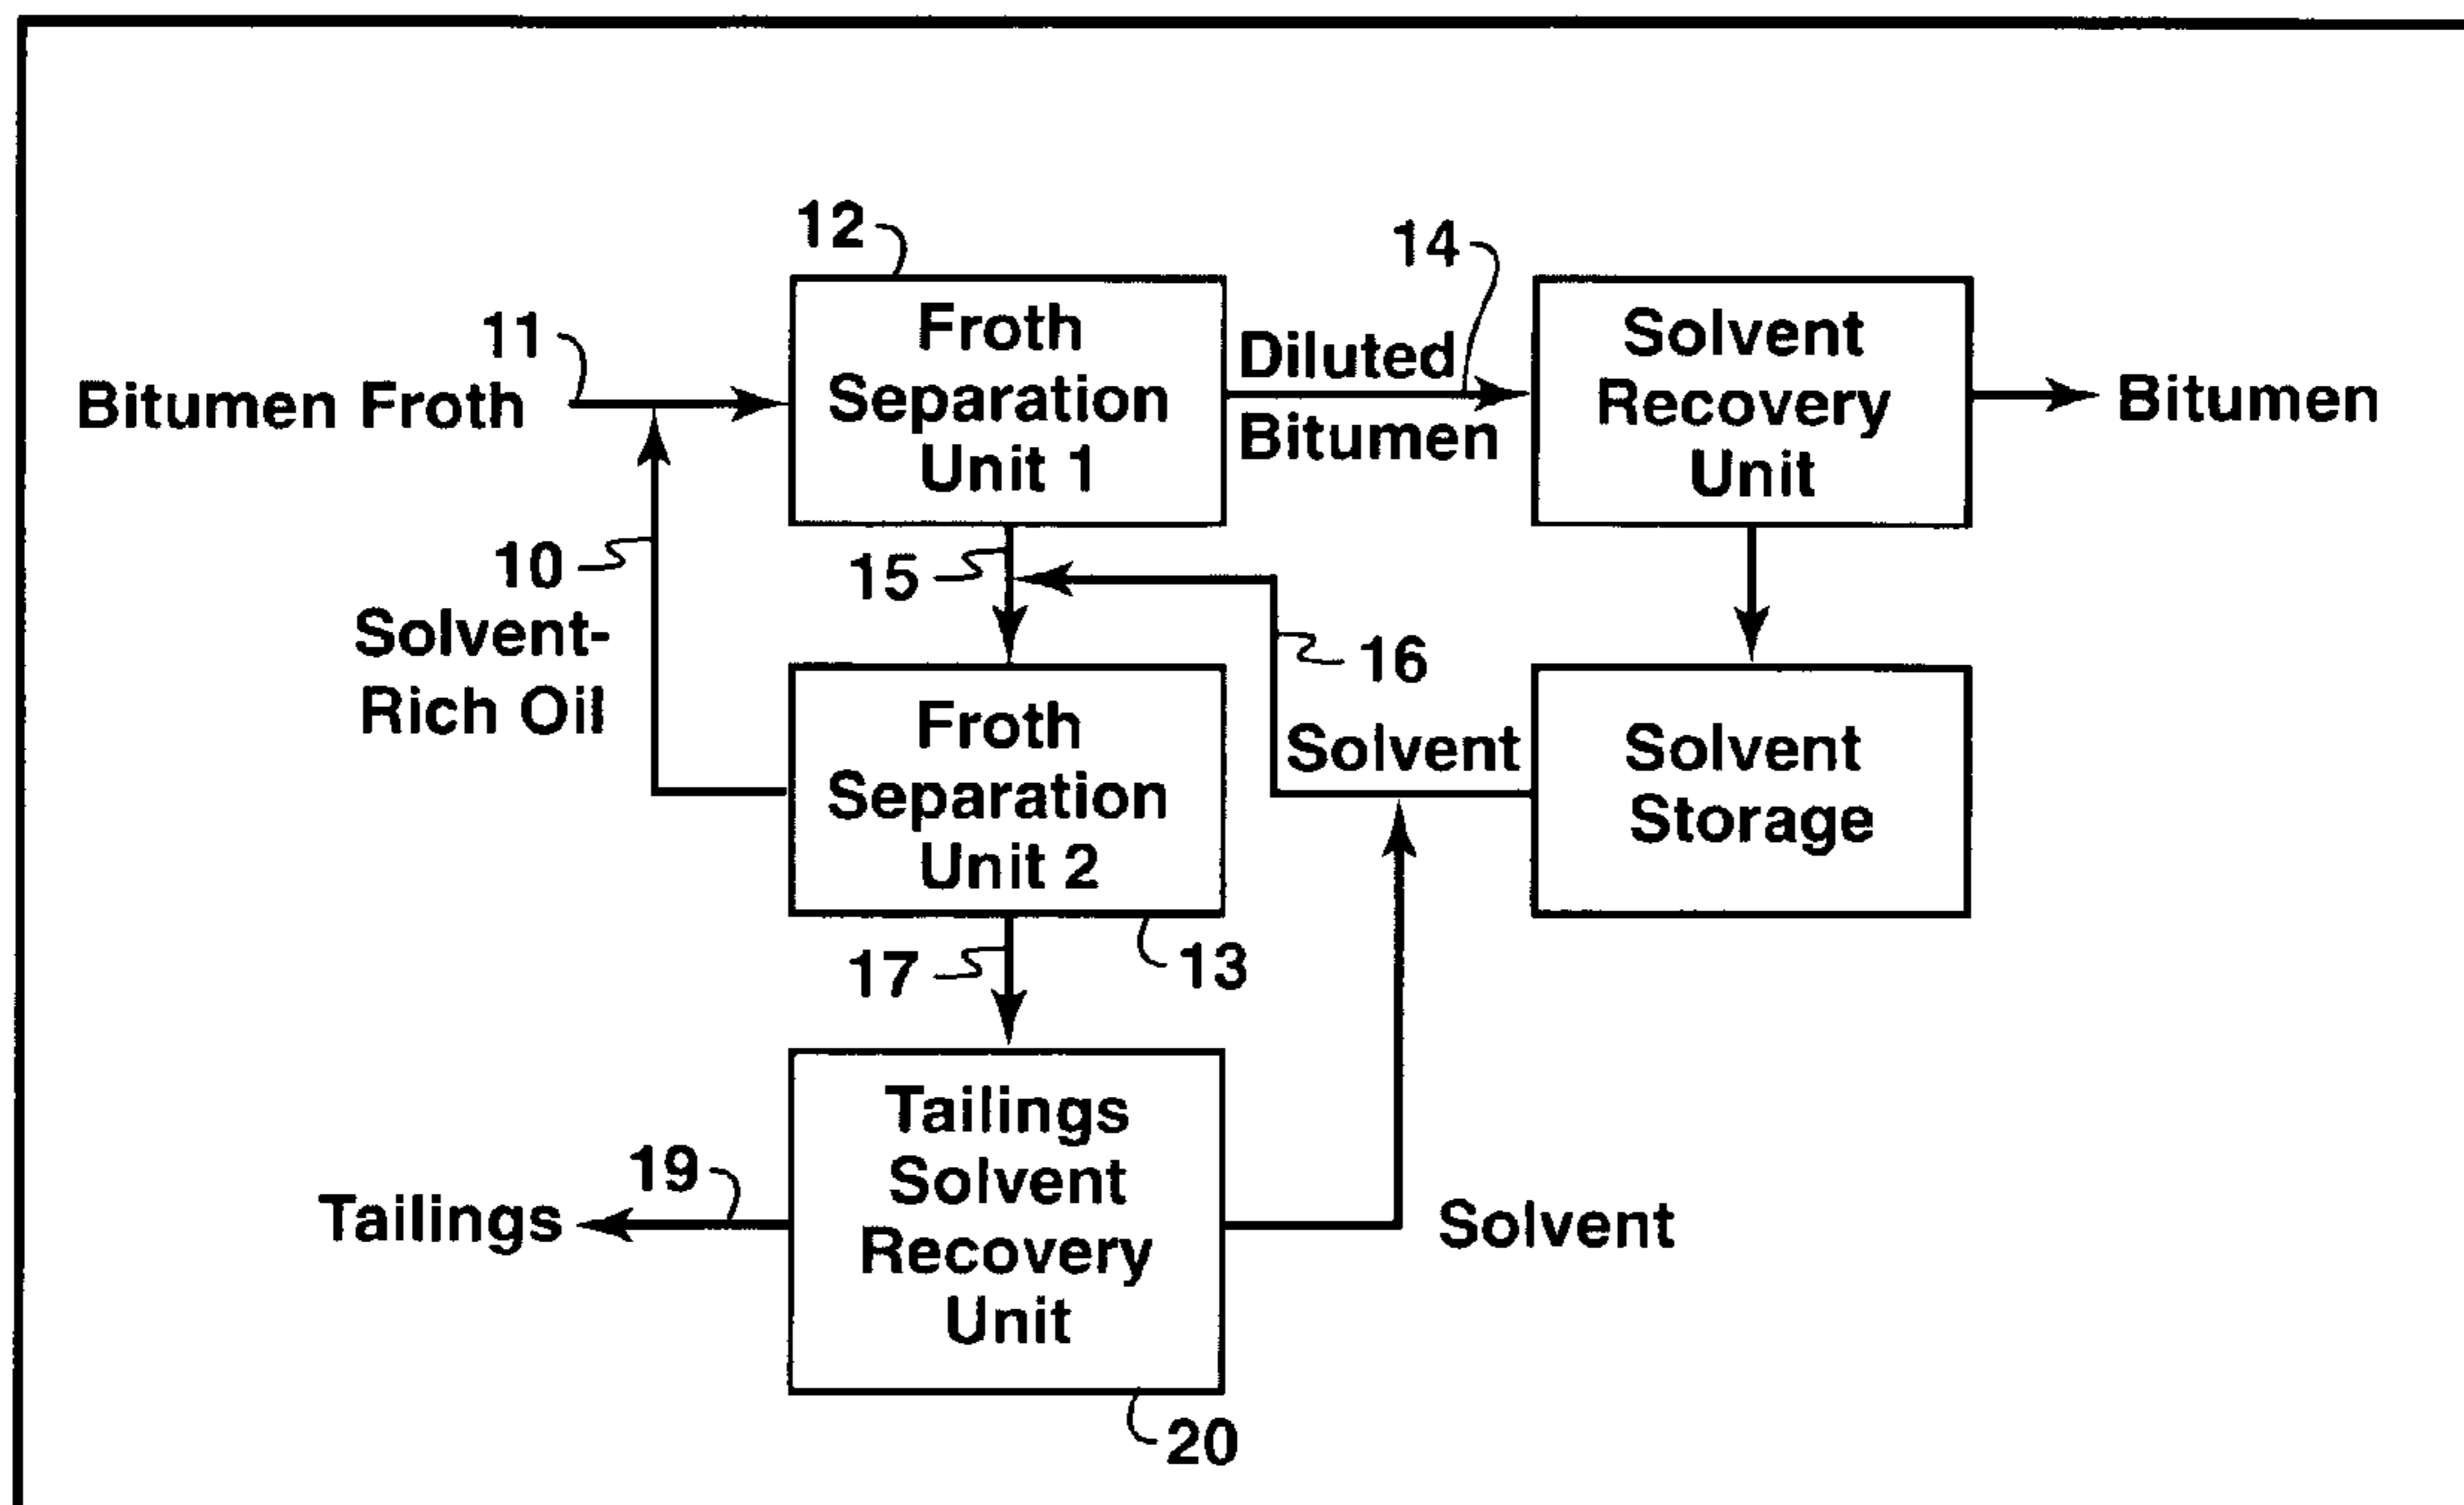 12
14
11
Bitumen Froth
Froth
Separation
Unit 1
Diluted
Bitumen
Solvent
Recovery
Unit
Bitumen
10
Solvent-
Rich Oil
15
16
Solvent
Froth
Separation
Unit 2
Solvent
Storage
17
13
19
Tailings
Tailings
Solvent
Recovery
Unit
Solvent
20